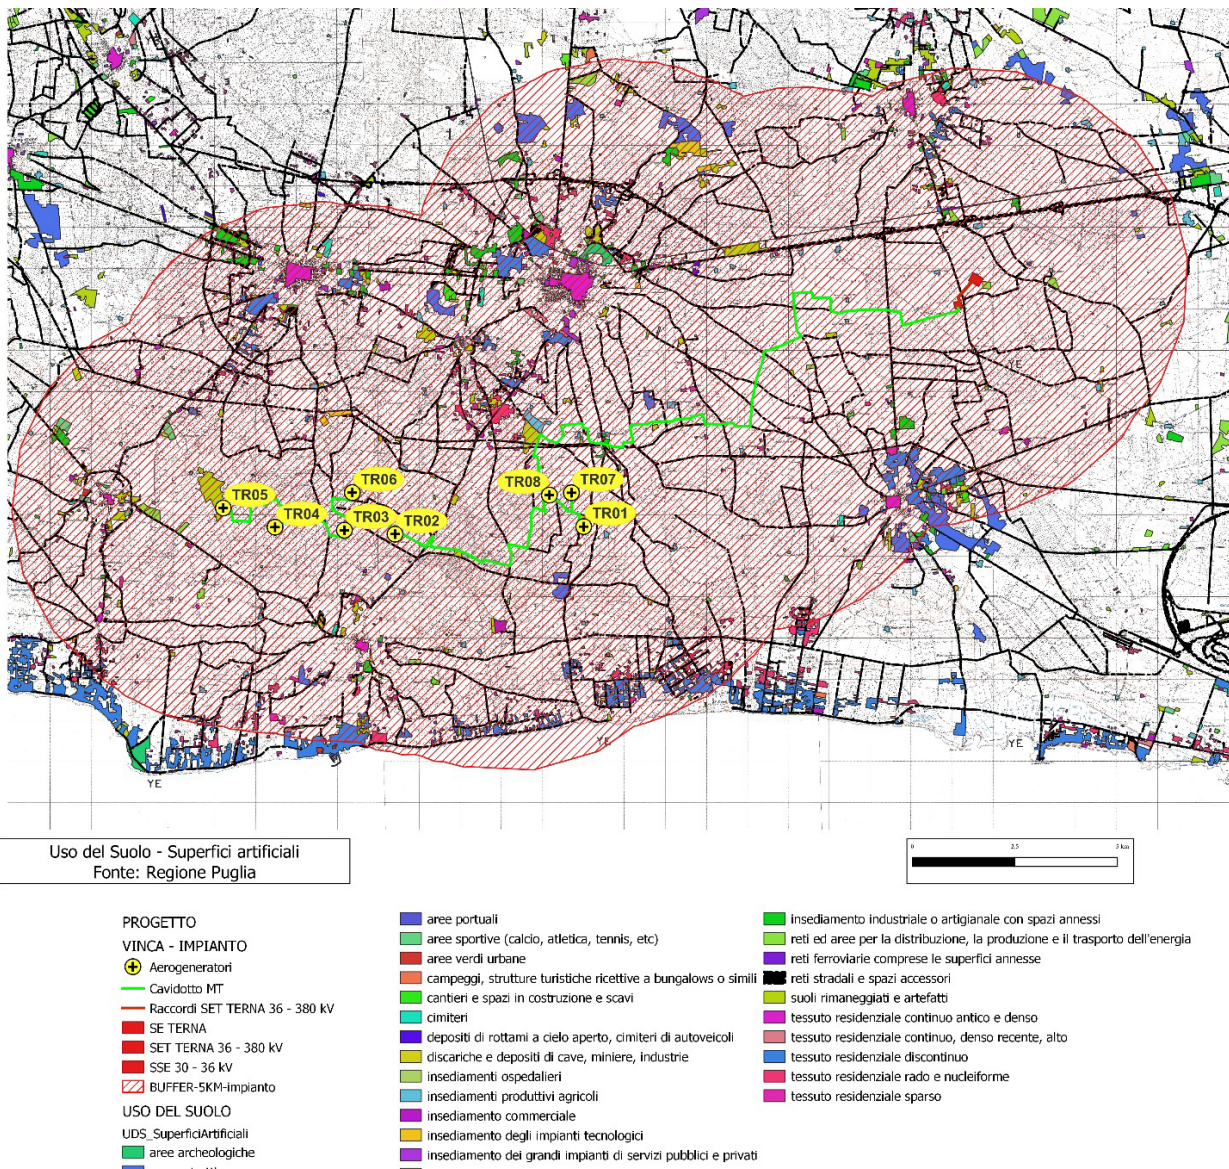 TR06
TR08
TR07
TR05
TR04
TR03
TR02
TR01
YE
YE
YE
YE
Uso del Suolo - Superfici artificiali
Fonte: Regione Puglia
0 2.5 5 km
PROGETTO
VINCA - IMPIANTO
Aerogeneratori
Cavidotto MT
Raccordi SET TERNA 36 - 380 kV
SE TERNA
SET TERNA 36 - 380 kV
SSE 30 - 36 kV
BUFFER-5KM-impianto
USO DEL SUOLO
UDS_SuperficiArtificiali
aree archeologiche
aree portuali
aree sportive (calcio, atletica, tennis, etc)
aree verdi urbane
campeggi, strutture turistiche ricettive a bungalows o simili
cantieri e spazi in costruzione e scavi
cimiteri
depositi di rottami a cielo aperto, cimiteri di autoveicoli
discariche e depositi di cave, miniere, industrie
insediamenti ospedalieri
insediamenti produttivi agricoli
insediamento commerciale
insediamento degli impianti tecnologici
insediamento dei grandi impianti di servizi pubblici e privati
insediamento industriale o artigianale con spazi annessi
reti ed aree per la distribuzione, la produzione e il trasporto dell'energia
reti ferroviarie comprese le superfici annesse
reti stradali e spazi accessori
suoli rimaneggiati e artefatti
tessuto residenziale continuo antico e denso
tessuto residenziale continuo, denso recente, alto
tessuto residenziale discontinuo
tessuto residenziale rado e nucleiforme
tessuto residenziale sparso